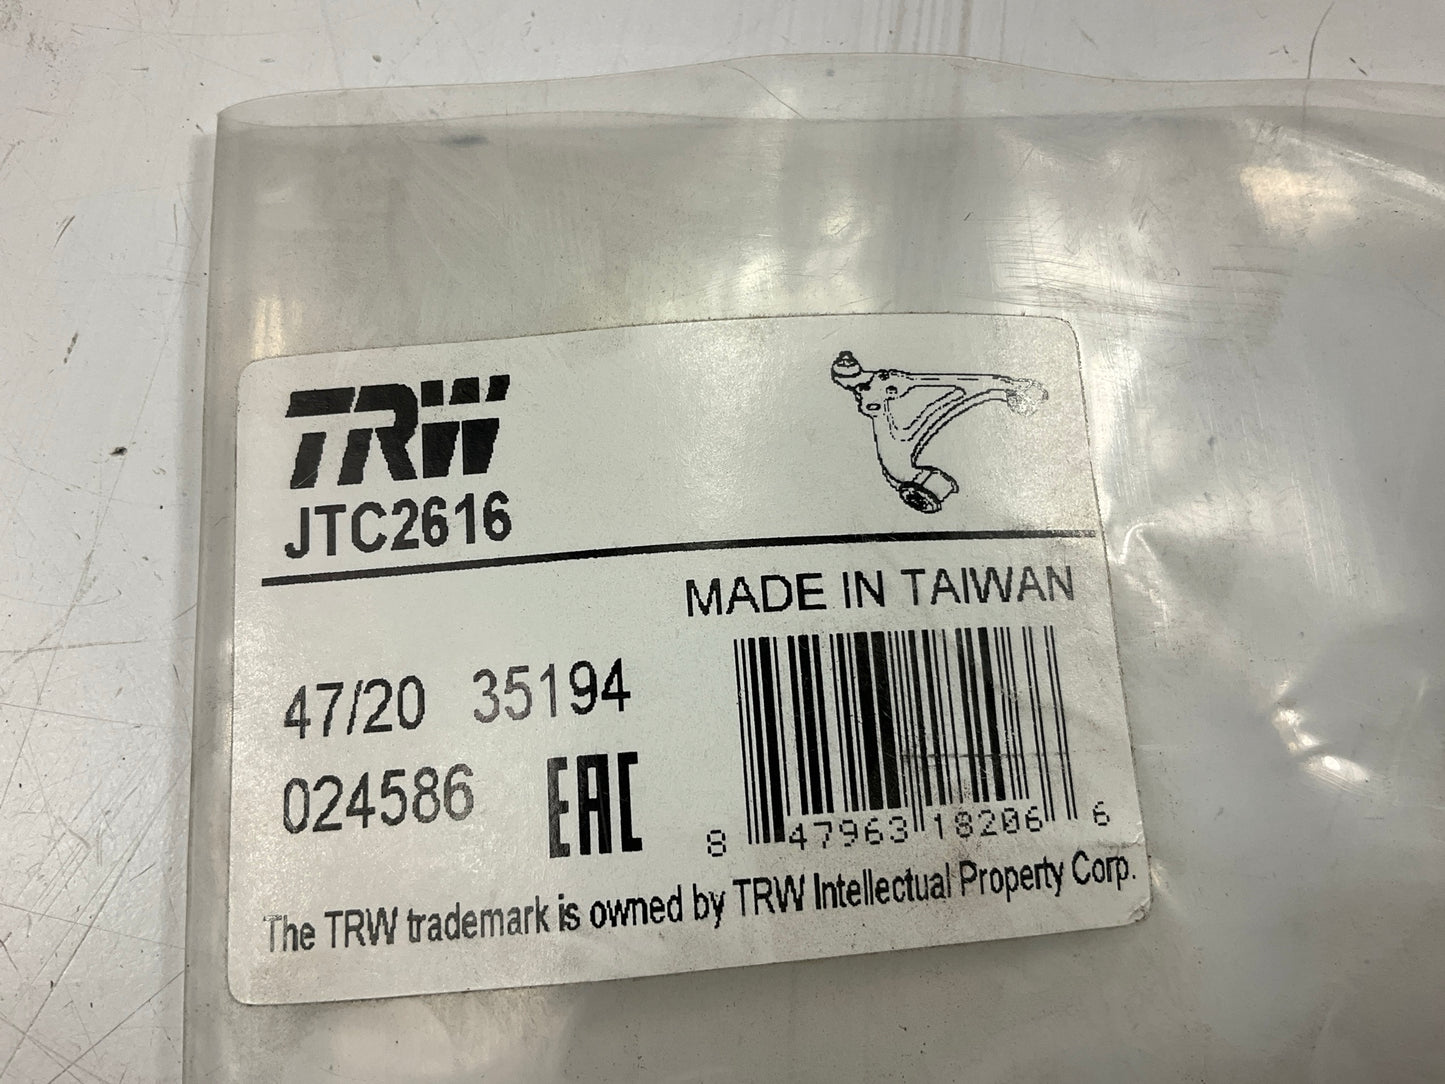 TRW
JTC2616
MADE IN TAIWAN
47/20 35194
024586 EAC
8 47963 18206 6
The TRW trademark is owned by TRW Intellectual Property Corp.